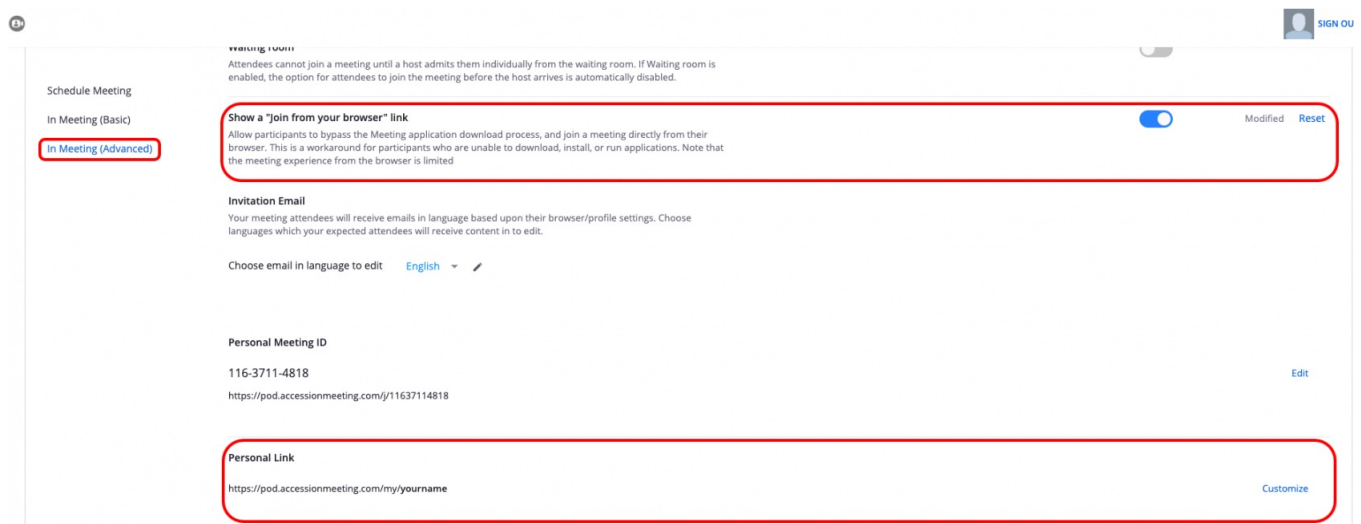 SIGN OU
Waiting room
Attendees cannot join a meeting until a host admits them individually from the waiting room. If Waiting room is
enabled, the option for attendees to join the meeting before the host arrives is automatically disabled.
Schedule Meeting
In Meeting (Basic)
In Meeting (Advanced)
Show a "Join from your browser" link
Modified Reset
Allow participants to bypass the Meeting application download process, and join a meeting directly from their
browser. This is a workaround for participants who are unable to download, install, or run applications. Note that
the meeting experience from the browser is limited
Invitation Email
Your meeting attendees will receive emails in language based upon their browser/profile settings. Choose
languages which your expected attendees will receive content in to edit.
Choose email in language to edit English
Personal Meeting ID
116-3711-4818
Edit
https://pod.accessionmeeting.com/j/11637114818
Personal Link
https://pod.accessionmeeting.com/my/yourname
Customize